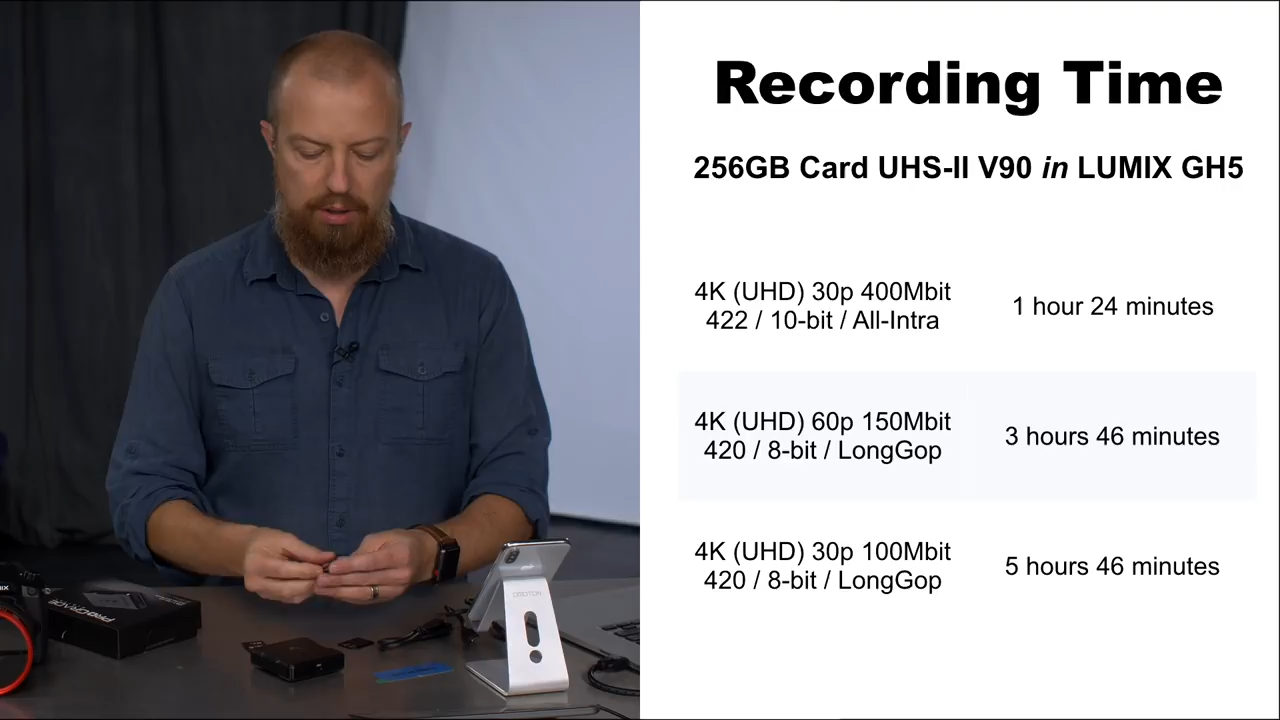 Recording Time
256GB Card UHS-II V90 in LUMIX GH5
4K (UHD) 30p 400Mbit
422 / 10-bit / All-Intra
1 hour 24 minutes
4K (UHD) 60p 150Mbit
420 / 8-bit / LongGop
3 hours 46 minutes
4K (UHD) 30p 100Mbit
420 / 8-bit / LongGop
5 hours 46 minutes